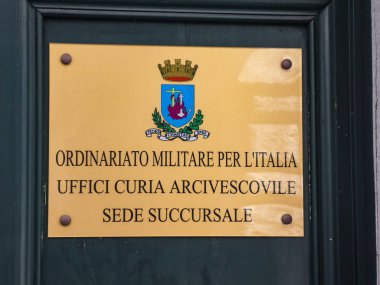 ORDINARIATO MILITARE PER L'ITALIA
UFFICI CURIA ARCIVESCOVILE
SEDE SUCCURSALE